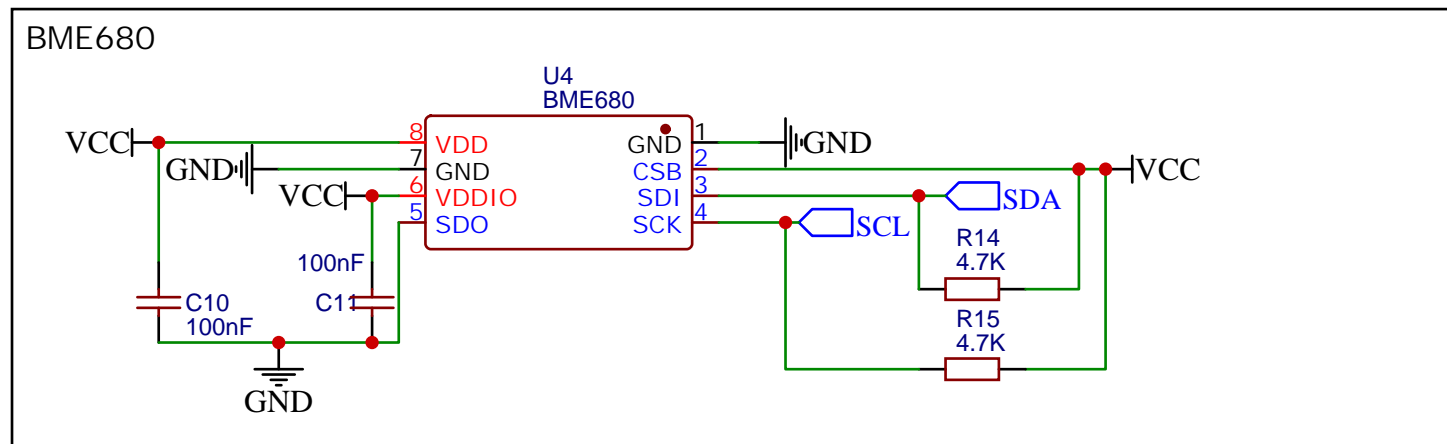 BME680
U4
BME680
VCC
8
VDD
GND
1
GND
GND
7
GND
CSB
2
VCC
VCC
6
VDDIO
SDI
3
SDA
5
SDO
SCK
4
SCL
100nF
C11
C10
100nF
GND
R14
4.7K
R15
4.7K